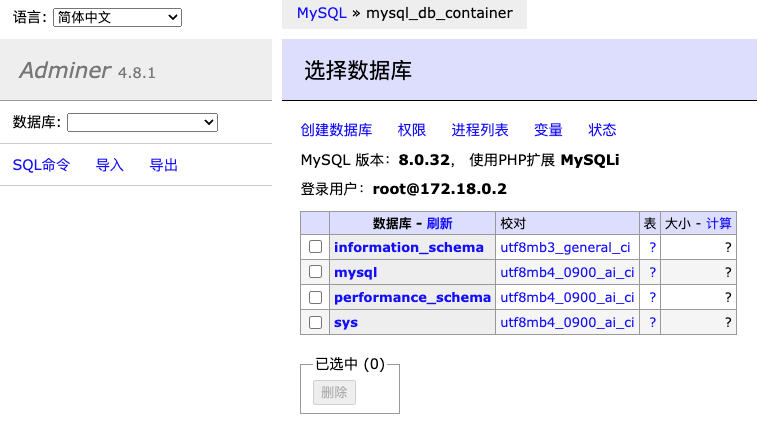 语言: 简体中文
MySQL » mysql_db_container
Adminer 4.8.1
选择数据库
数据库:
SQL命令 导入 导出
创建数据库 权限 进程列表 变量 状态
MySQL 版本：8.0.32， 使用PHP扩展 MySQLi
登录用户：root@172.18.0.2
数据库 - 刷新 校对 表 大小 - 计算
information_schema utf8mb3_general_ci ? ?
mysql utf8mb4_0900_ai_ci ? ?
performance_schema utf8mb4_0900_ai_ci ? ?
sys utf8mb4_0900_ai_ci ? ?
已选中 (0)
删除